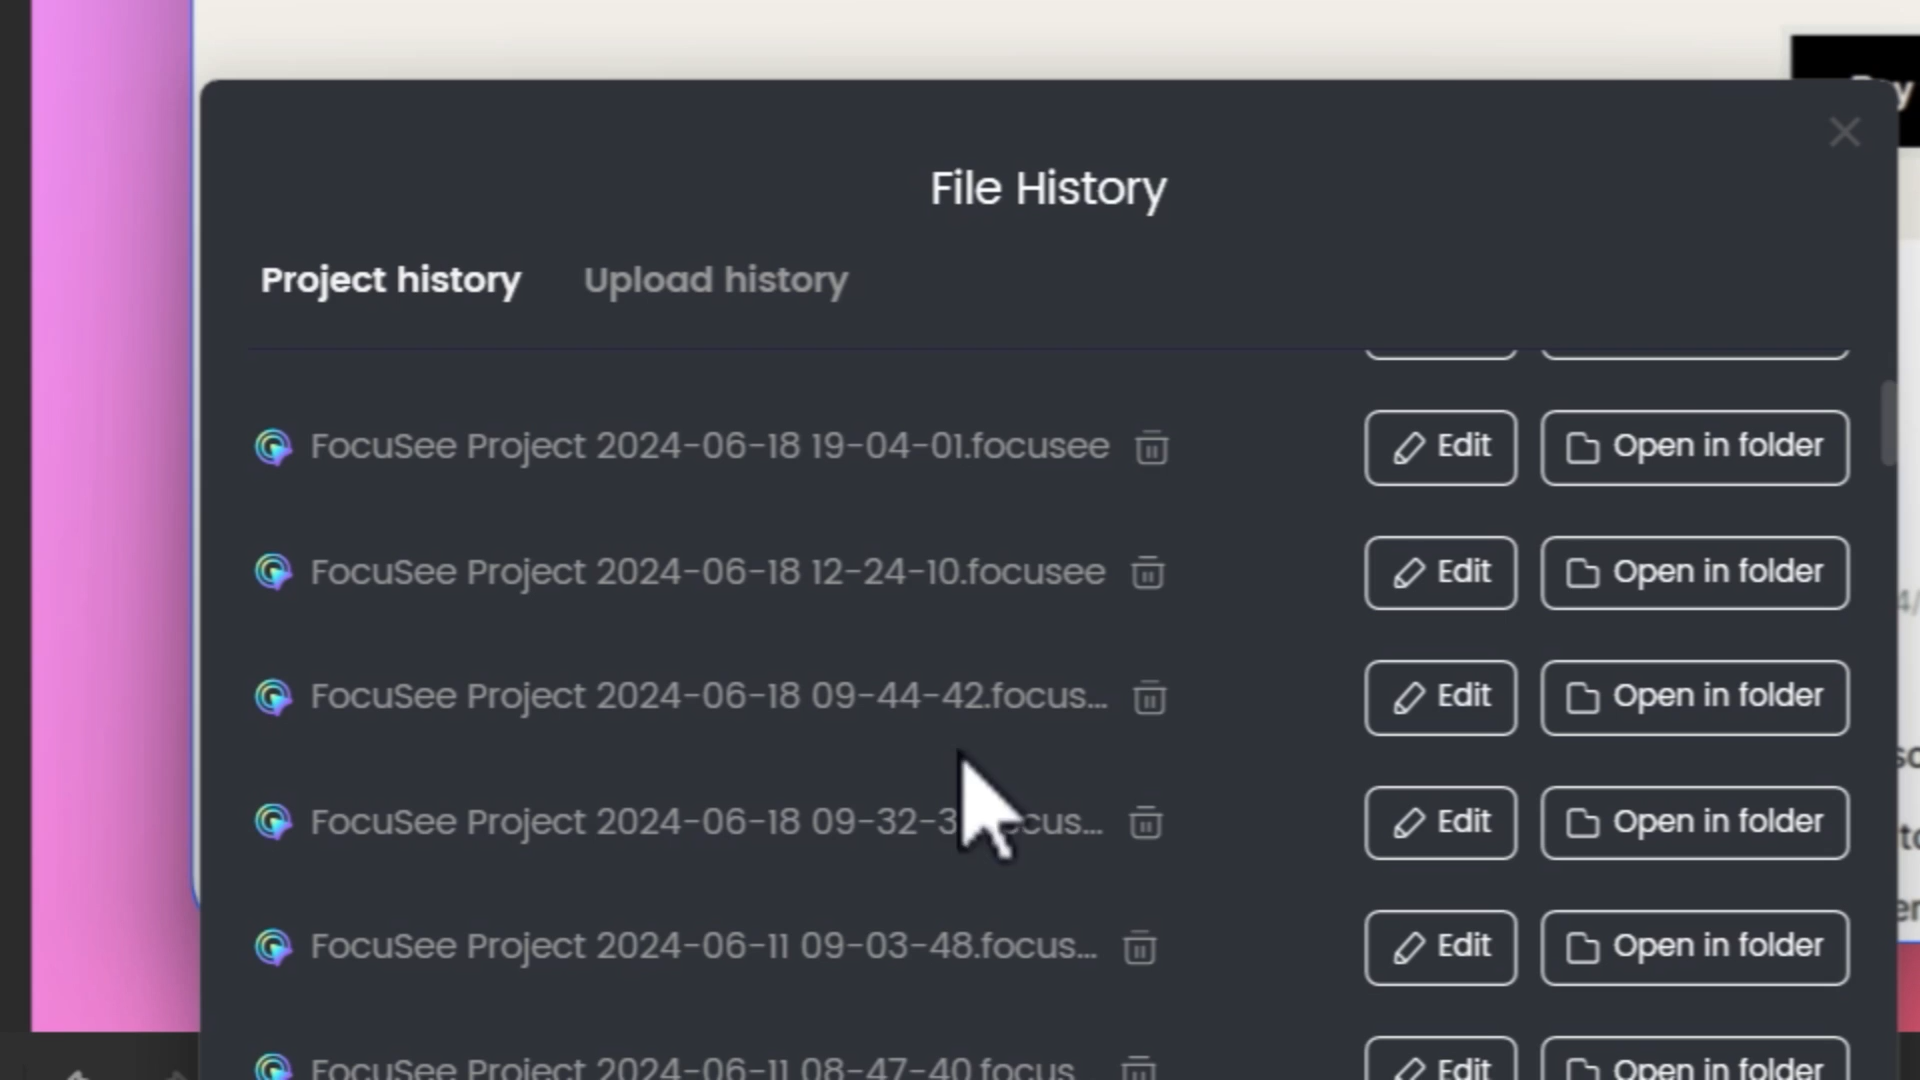 File History
Project history Upload history
FocuSee Project 2024-06-18 19-04-01.focusee Edit Open in folder
FocuSee Project 2024-06-18 12-24-10.focusee Edit Open in folder
FocuSee Project 2024-06-18 09-44-42.focus... Edit Open in folder
FocuSee Project 2024-06-18 Edit Open in folder
FocuSee Project 2024-06-11 09-03-48.focus... Edit Open in folder
FocuSee Project 2024-06-11 08-47-40.focus Edit Open in folder